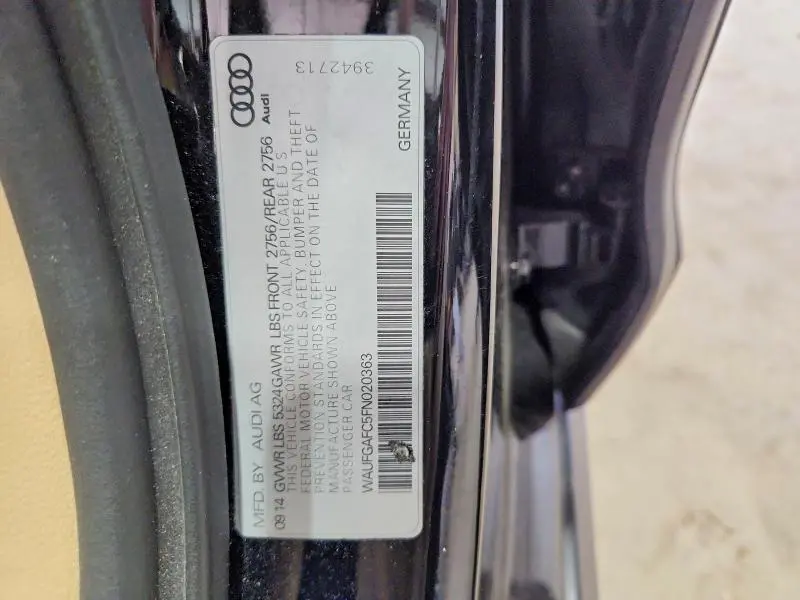 MFD. BY AUDI AG
Audi
09 14 GVWR LBS 5324 GAWR LBS FRONT 2756/REAR 2756
THIS VEHICLE CONFORMS TO ALL APPLICABLE U S
FEDERAL MOTOR VEHICLE SAFETY, BUMPER AND THEFT
PREVENTION STANDARDS IN EFFECT ON THE DATE OF
MANUFACTURE SHOWN ABOVE
PASSENGER CAR
3942713
WAUFGAFC5FN020363
GERMANY